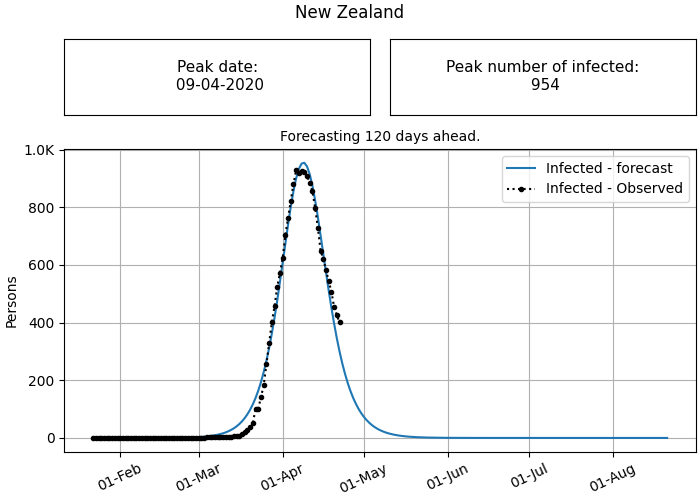 New Zealand
Peak date:
09-04-2020
Peak number of infected:
954
Forecasting 120 days ahead.
Infected - forecast
Infected - Observed
1.0K
800
600
400
200
0
Persons
01-Feb
01-Mar
01-Apr
01-May
01-Jun
01-Jul
01-Aug